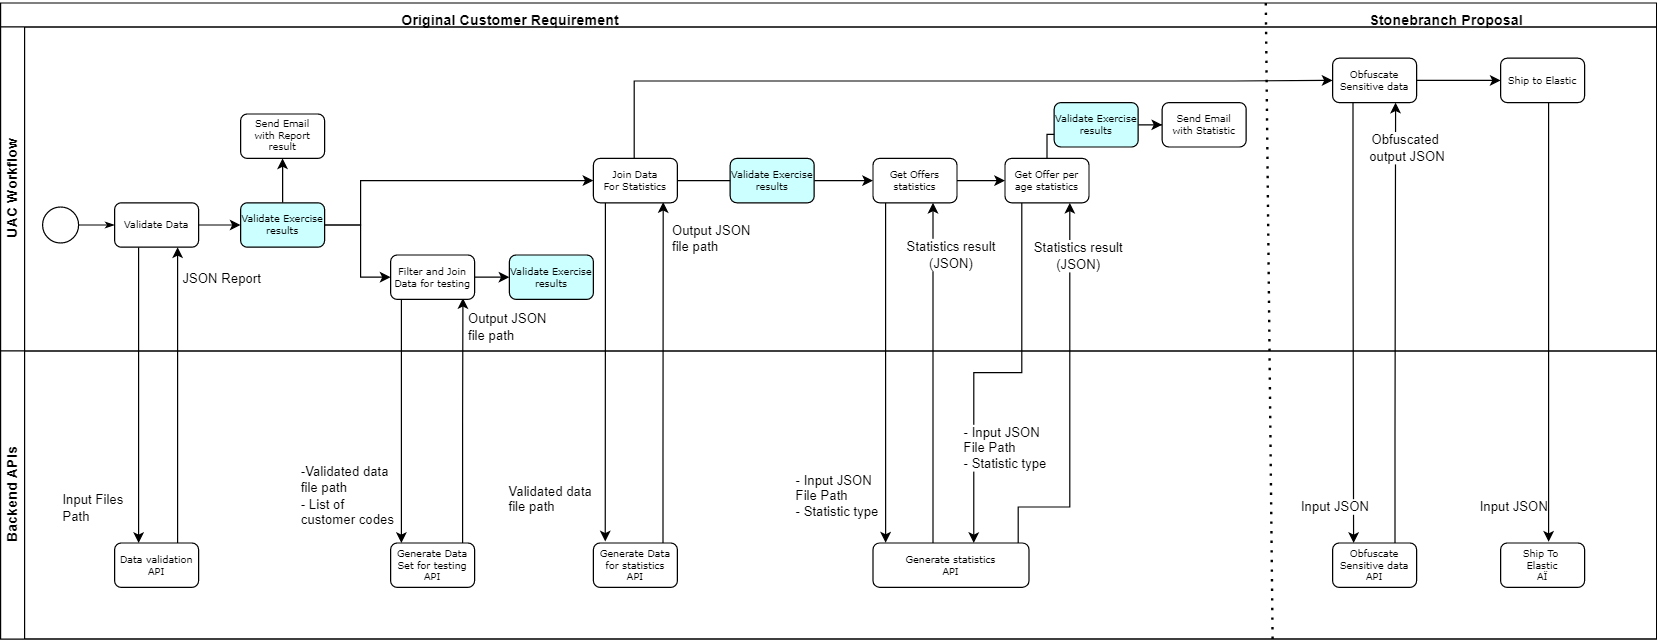 Original Customer Requirement
Stonebranch Proposal
UAC Workflow
Obfuscate
Sensitive data
Ship to Elastic
Validate Exercise
results
Send Email
with Statistic
Send Email
with Report
result
Obfuscated
output JSON
Join Data
For Statistics
Validate Exercise
results
Get Offers
statistics
Get Offer per
age statistics
Validate Data
Validate Exercise
results
Output JSON
file path
Statistics result
(JSON)
Statistics result
(JSON)
JSON Report
Filter and Join
Data for testing
Validate Exercise
results
Output JSON
file path
Backend APIs
- Input JSON
File Path
- Statistic type
-Validated data
file path
- List of
customer codes
- Input JSON
File Path
- Statistic type
Input Files
Path
Validated data
file path
Input JSON
Input JSON
Data validation
API
Generate Data
Set for testing
API
Generate Data
for statistics
API
Generate statistics
API
Obfuscate
Sensitive data
API
Ship To
Elastic
AÏ